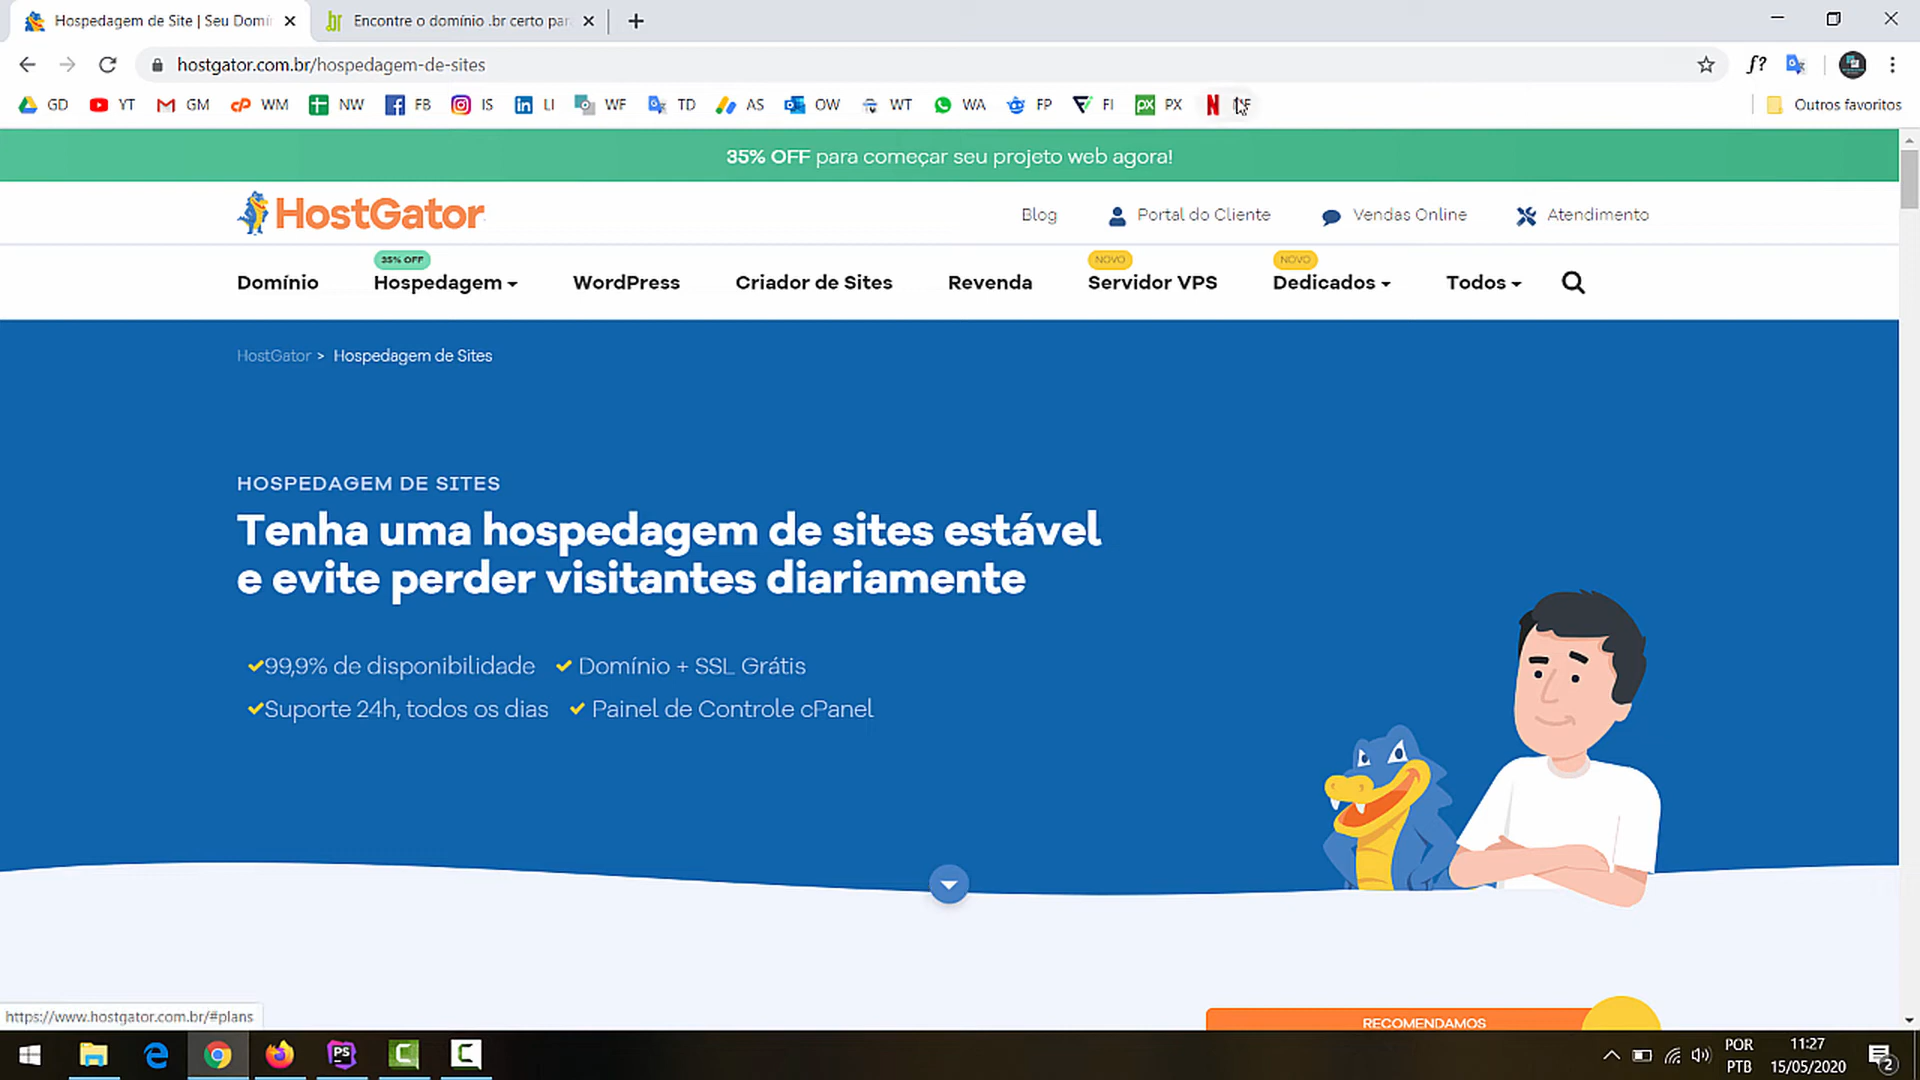 Hospedagem de Site | Seu Domí
Encontre o domínio .br certo par
hostgator.com.br/hospedagem-de-sites
f?
GD YT GM WM NW FB IS LI WF TD AS OW WT WA FP FI PX
Outros favoritos
35% OFF para começar seu projeto web agora!
HostGator
Blog Portal do Cliente Vendas Online Atendimento
35% OFF NOVO NOVO
Domínio Hospedagem WordPress Criador de Sites Revenda Servidor VPS Dedicados Todos
HostGator > Hospedagem de Sites
HOSPEDAGEM DE SITES
Tenha uma hospedagem de sites estável
e evite perder visitantes diariamente
99,9% de disponibilidade Domínio + SSL Grátis
Suporte 24h, todos os dias Painel de Controle cPanel
https://www.hostgator.com.br/#plans
RECOMENDAMOS
POR
PTB
11:27
15/05/2020
2